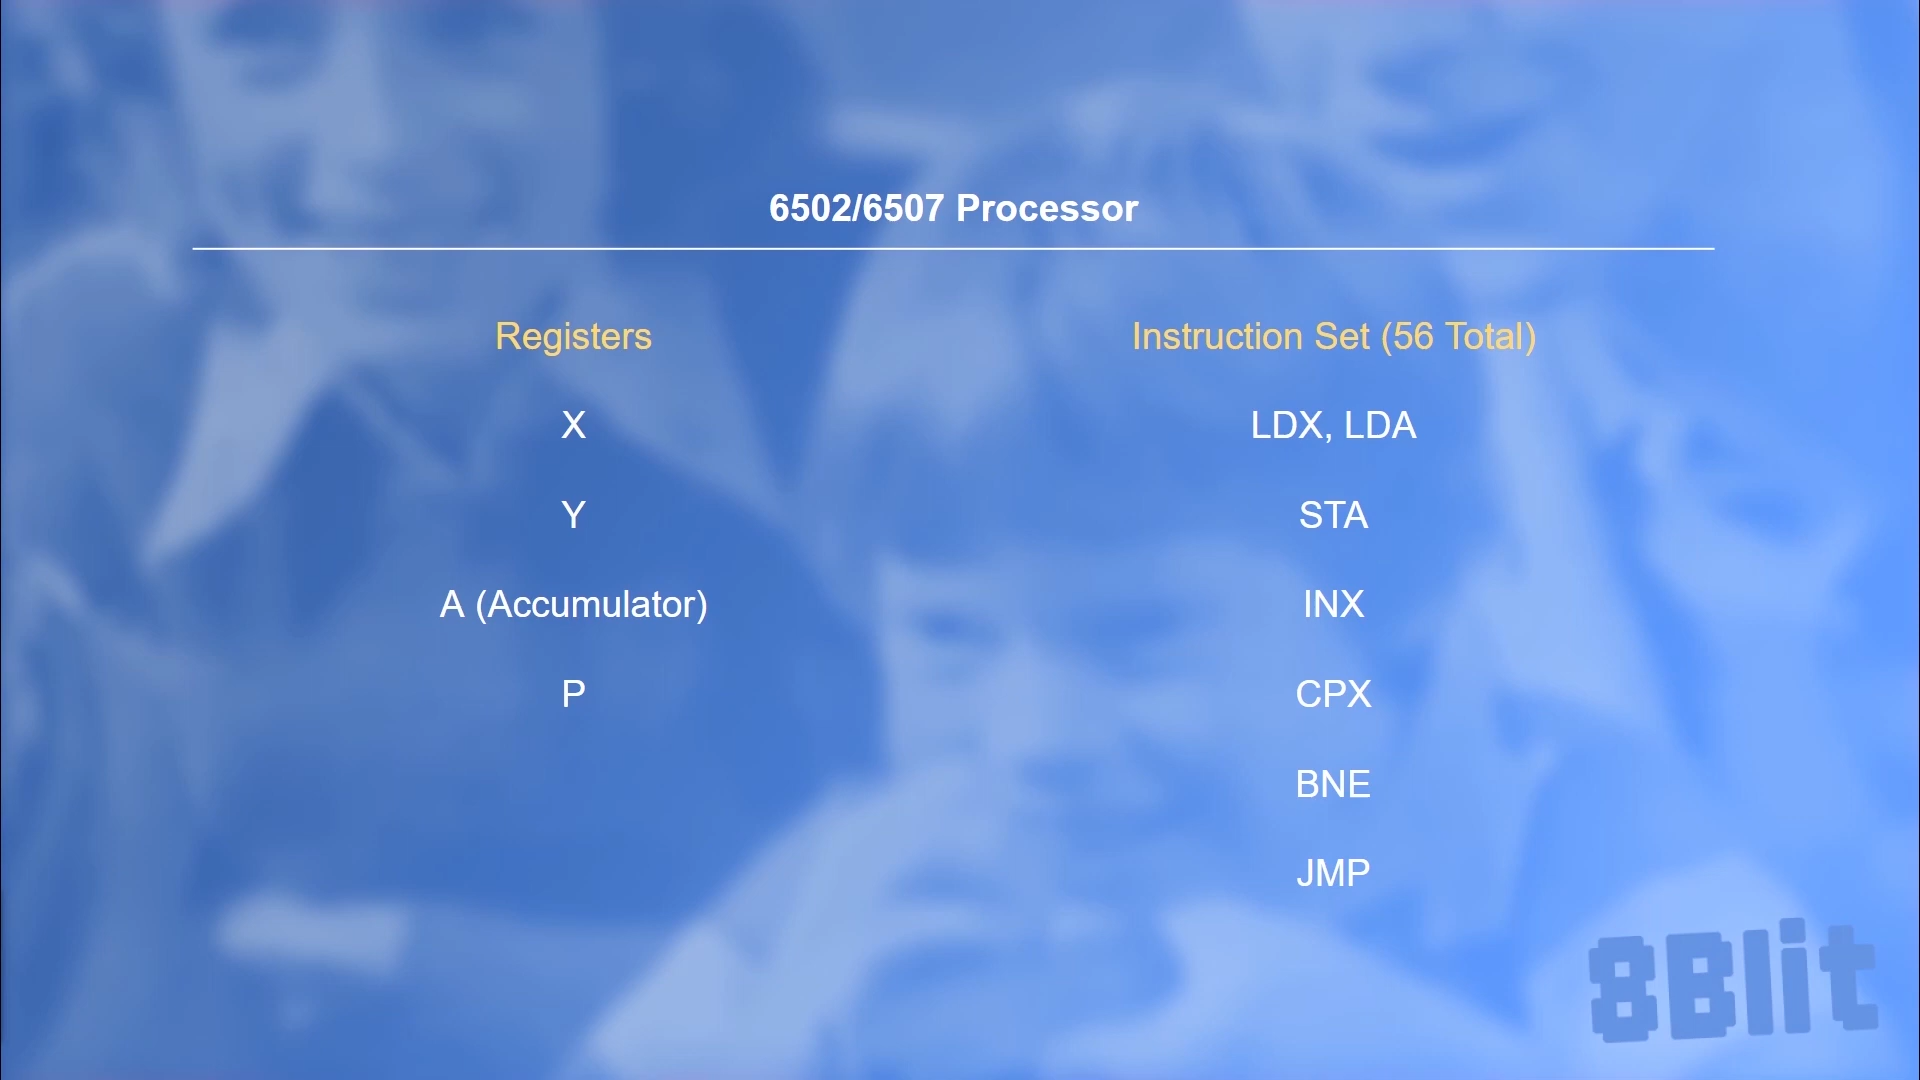 6502/6507 Processor
Registers
X
Y
A (Accumulator)
P
Instruction Set (56 Total)
LDX, LDA
STA
INX
CPX
BNE
JMP
8Blit